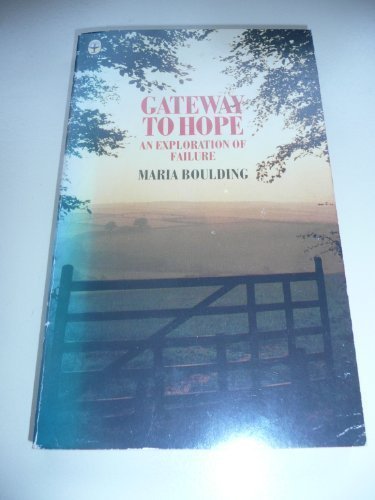 GATEWAY
TO HOPE
AN EXPLORATION OF
FAILURE
MARIA BOULDING